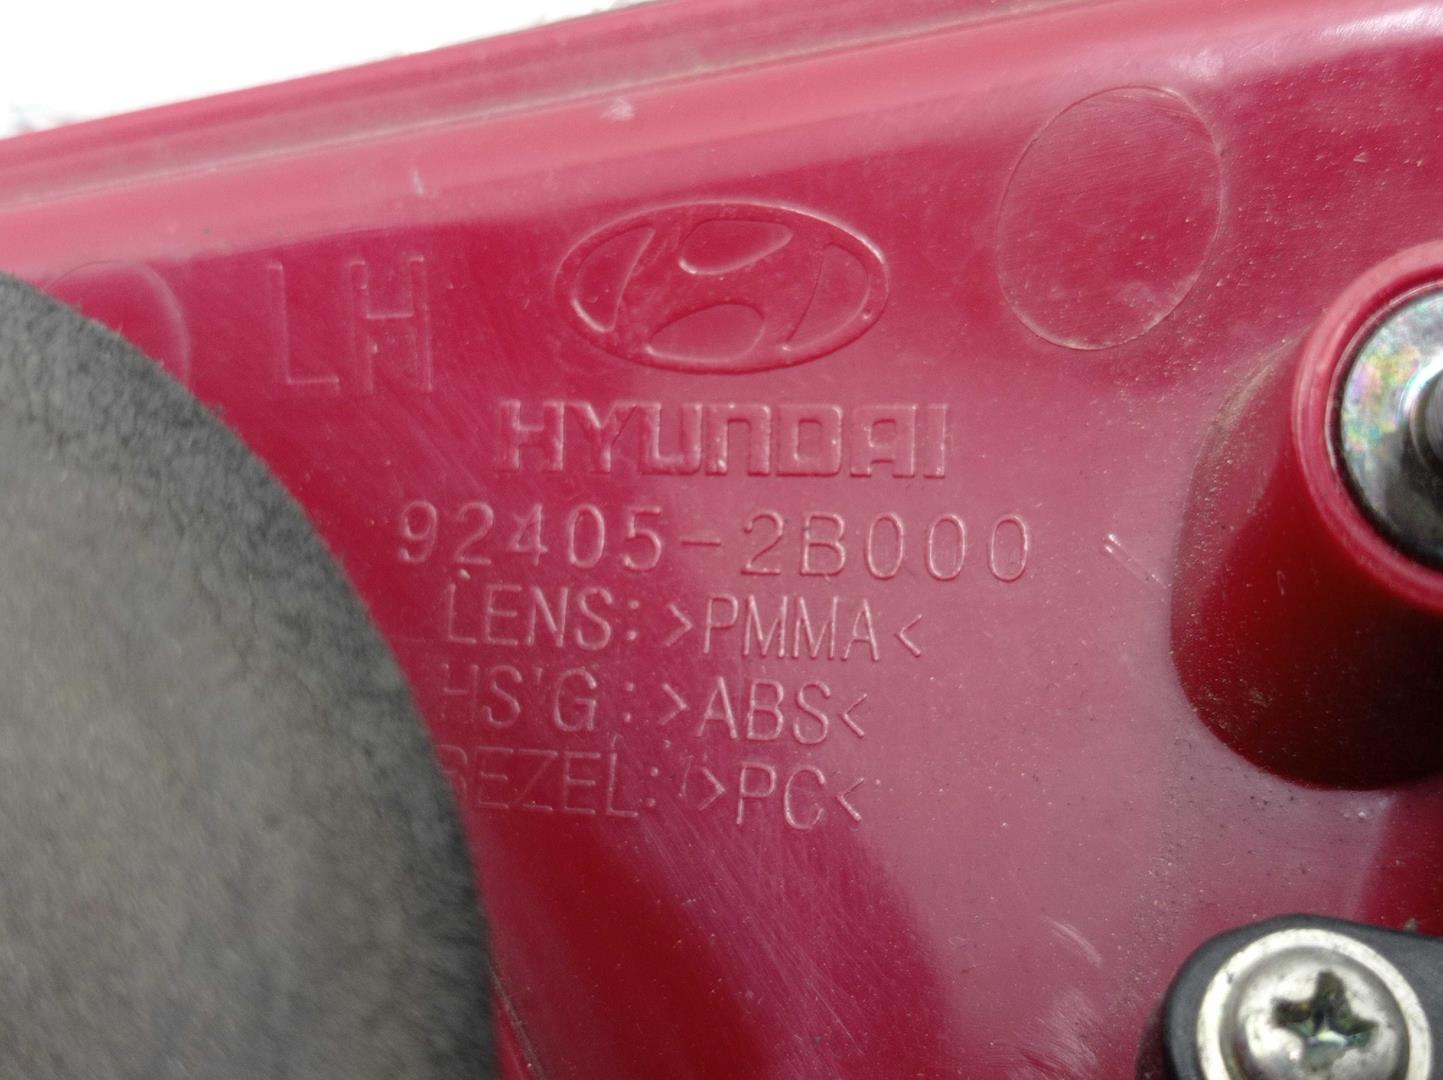 LH
HYUNDAI
92405-2B000
LENS: >PMMA<
HS'G: >ABS<
BEZEL: >PC<